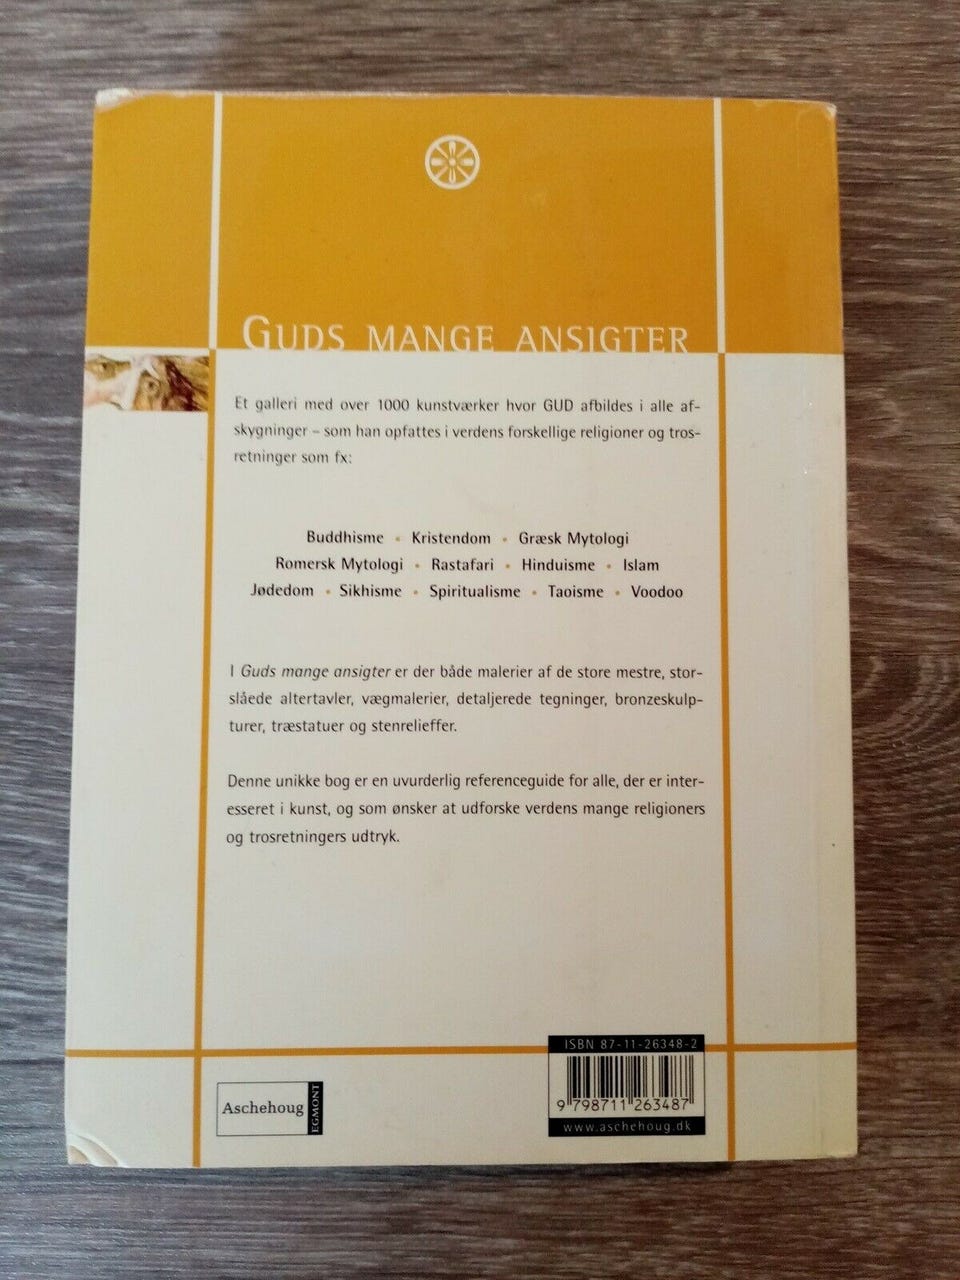 GUDS MANGE ANSIGTER
Et galleri med over 1000 kunstværker hvor GUD afbildes i alle af-
skygninger – som han opfattes i verdens forskellige religioner og tros-
retninger som fx:
Buddhisme • Kristendom • Græsk Mytologi
Romersk Mytologi • Rastafari • Hinduisme • Islam
Jødedom • Sikhisme • Spiritualisme • Taoisme • Voodoo
I Guds mange ansigter er der både malerier af de store mestre, stor-
slåede altertavler, vægmalerier, detaljerede tegninger, bronzeskulp-
turer, træstatuer og stenrelieffer.
Denne unikke bog er en uvurderlig referenceguide for alle, der er inter-
esseret i kunst, og som ønsker at udforske verdens mange religioners
og trosretningers udtryk.
Aschehoug
EGMONT
ISBN 87-11-26348-2
9 798711 263487
www.aschehoug.dk